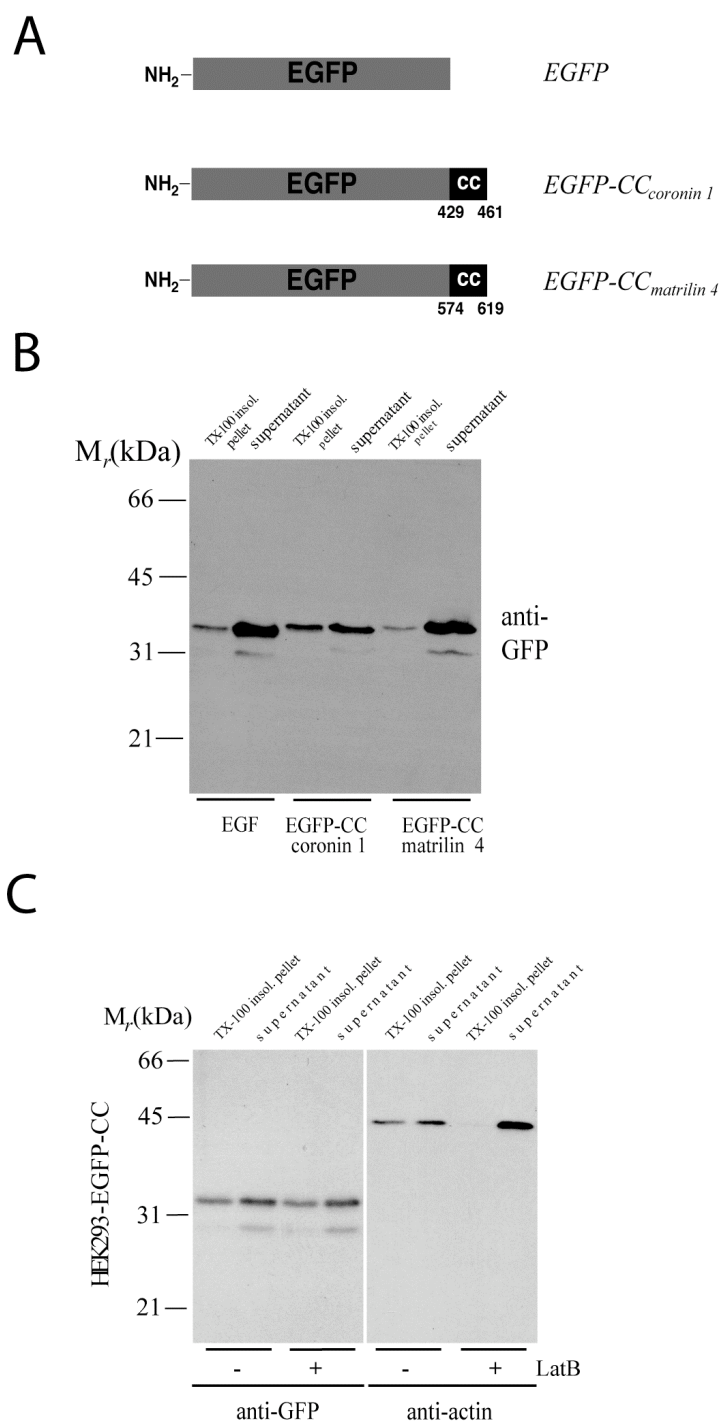 A
NH2 EGFP EGFP
NH2 EGFP CC EGFP-CCcoronin 1
429 461
NH2 EGFP CC EGFP-CCmatrilin 4
574 619
B
TX-100 insol. pellet
supernatant
TX-100 insol. pellet
supernatant
TX-100 insol. pellet
supernatant
Mr(kDa)
66
45
31
21
anti-
GFP
EGF
EGFP-CC
coronin 1
EGFP-CC
matrilin 4
C
TX-100 insol. pellet
supernatant
TX-100 insol. pellet
supernatant
TX-100 insol. pellet
supernatant
TX-100 insol. pellet
supernatant
Mr(kDa)
66
45
31
21
HEK293-EGFP-CC
- + - + LatB
anti-GFP anti-actin